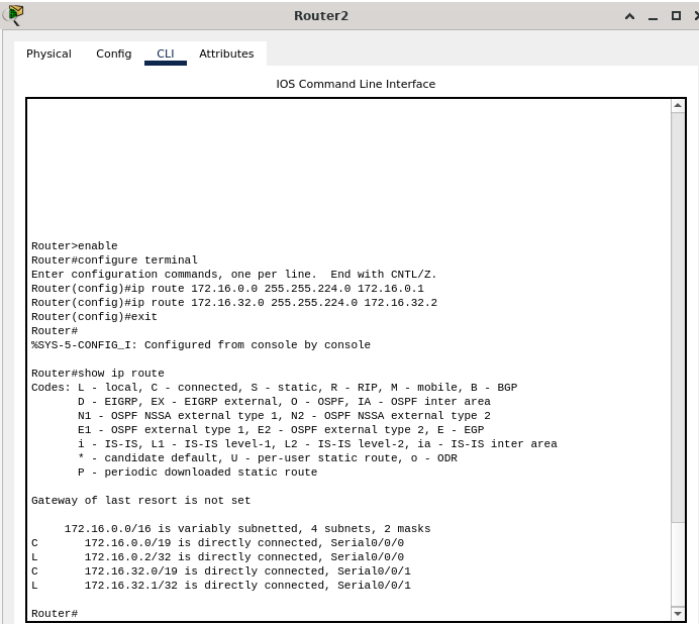 Router2
Physical Config CLI Attributes
IOS Command Line Interface
Router>enable
Router#configure terminal
Enter configuration commands, one per line.  End with CNTL/Z.
Router(config)#ip route 172.16.0.0 255.255.224.0 172.16.0.1
Router(config)#ip route 172.16.32.0 255.255.224.0 172.16.32.2
Router(config)#exit
Router#
%SYS-5-CONFIG_I: Configured from console by console
Router#show ip route
Codes: L - local, C - connected, S - static, R - RIP, M - mobile, B - BGP
       D - EIGRP, EX - EIGRP external, O - OSPF, IA - OSPF inter area
       N1 - OSPF NSSA external type 1, N2 - OSPF NSSA external type 2
       E1 - OSPF external type 1, E2 - OSPF external type 2, E - EGP
       i - IS-IS, L1 - IS-IS level-1, L2 - IS-IS level-2, ia - IS-IS inter area
       * - candidate default, U - per-user static route, o - ODR
       P - periodic downloaded static route
Gateway of last resort is not set
     172.16.0.0/16 is variably subnetted, 4 subnets, 2 masks
C       172.16.0.0/19 is directly connected, Serial0/0/0
L       172.16.0.2/32 is directly connected, Serial0/0/0
C       172.16.32.0/19 is directly connected, Serial0/0/1
L       172.16.32.1/32 is directly connected, Serial0/0/1
Router#